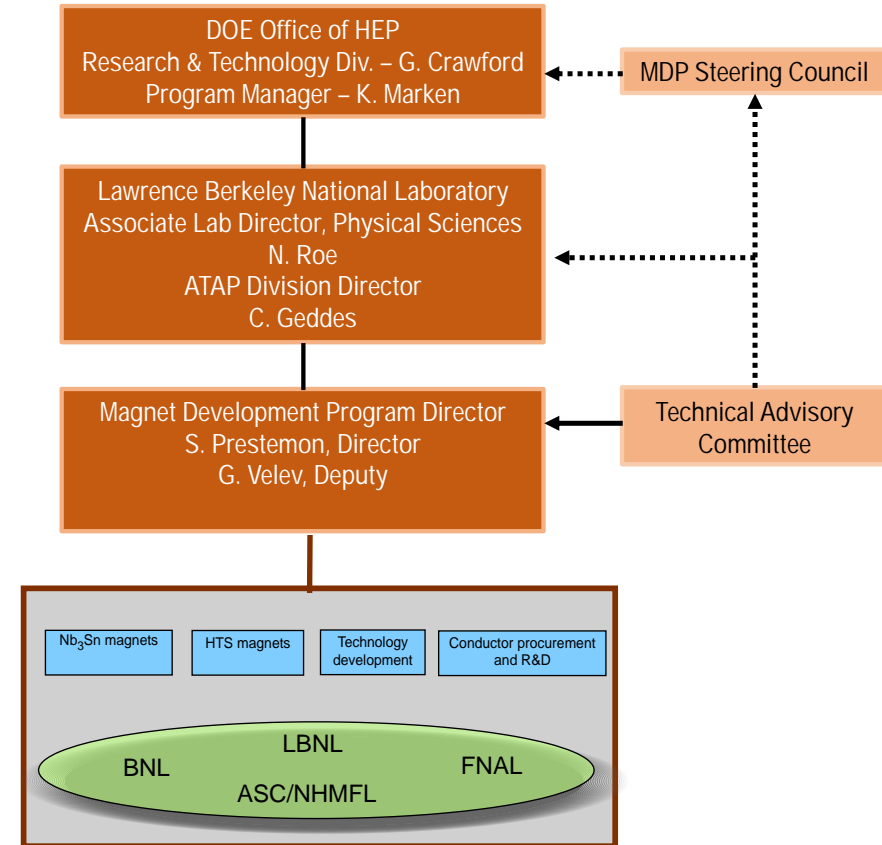 DOE Office of HEP
Research & Technology Div. – G. Crawford
Program Manager – K. Marken
MDP Steering Council
Lawrence Berkeley National Laboratory
Associate Lab Director, Physical Sciences
N. Roe
ATAP Division Director
C. Geddes
Magnet Development Program Director
S. Prestemon, Director
G. Velev, Deputy
Technical Advisory
Committee
Nb₃Sn magnets
HTS magnets
Technology
development
Conductor procurement
and R&D
LBNL
BNL
FNAL
ASC/NHMFL